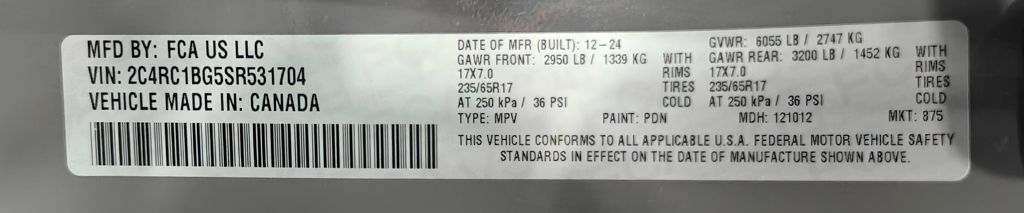 MFD BY: FCA US LLC
VIN: 2C4RC1BG5SR531704
VEHICLE MADE IN: CANADA
DATE OF MFR (BUILT): 12-24
GAWR FRONT: 2950 LB / 1339 KG WITH
17X7.0 RIMS
235/65R17 TIRES
AT 250 kPa / 36 PSI COLD
TYPE: MPV PAINT: PDN
GVWR: 6055 LB / 2747 KG
GAWR REAR: 3200 LB / 1452 KG WITH
17X7.0 RIMS
235/65R17 TIRES
AT 250 kPa / 36 PSI COLD
MDH: 121012 MKT: 875
THIS VEHICLE CONFORMS TO ALL APPLICABLE U.S.A. FEDERAL MOTOR VEHICLE SAFETY
STANDARDS IN EFFECT ON THE DATE OF MANUFACTURE SHOWN ABOVE.